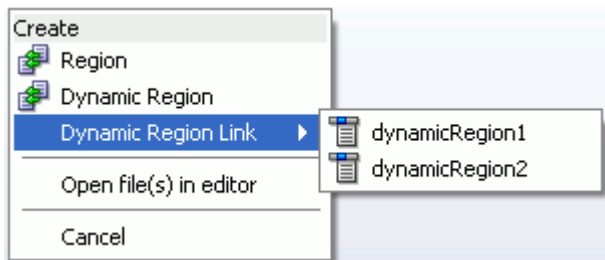 Create
Region
Dynamic Region
Dynamic Region Link
dynamicRegion1
dynamicRegion2
Open file(s) in editor
Cancel